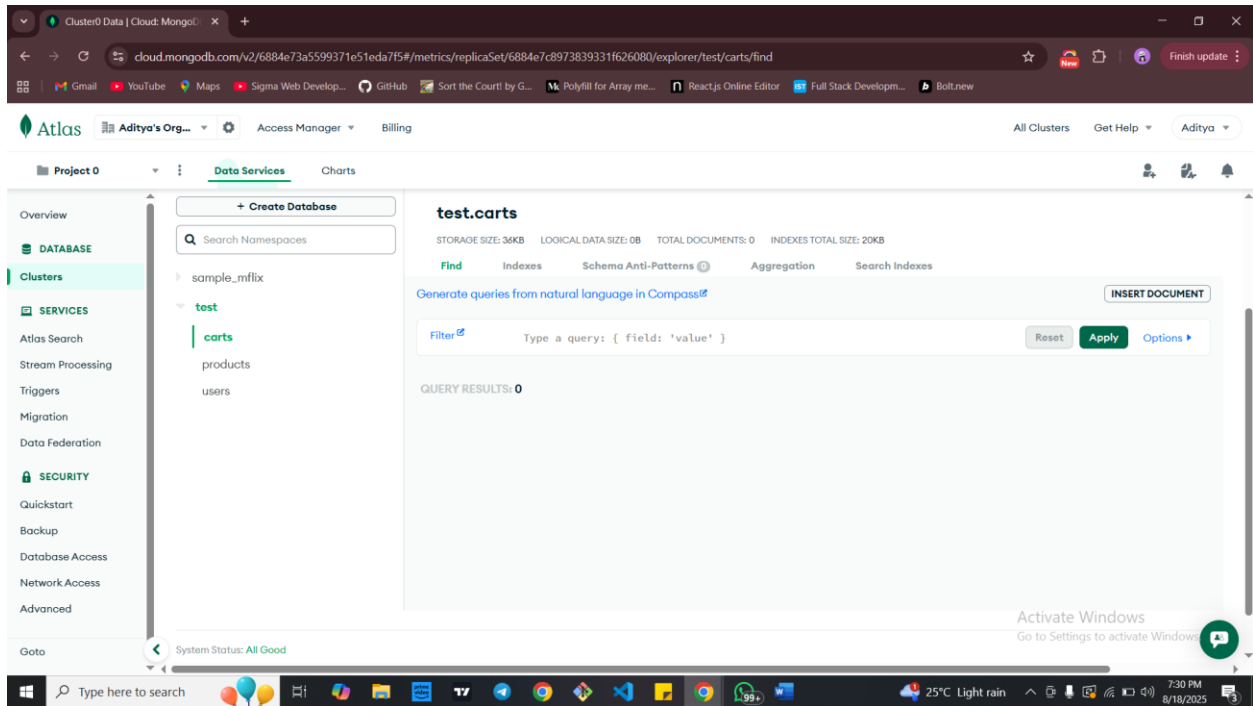 Cluster0 Data | Cloud: MongoD
cloud.mongodb.com/v2/6884e73a5599371e51eda7f5#/metrics/replicaSet/6884e7c8973839331f626080/explorer/test/carts/find
New
Finish update
Gmail YouTube Maps Sigma Web Develop... GitHub Sort the Court! by G... Polyfill for Array me... React.js Online Editor Full Stack Developm... Bolt.new
Atlas Aditya's Org... Access Manager Billing All Clusters Get Help Aditya
Project 0 Data Services Charts
Overview
DATABASE
Clusters
SERVICES
Atlas Search
Stream Processing
Triggers
Migration
Data Federation
SECURITY
Quickstart
Backup
Database Access
Network Access
Advanced
Goto
+ Create Database
Search Namespaces
sample_mflix
test
carts
products
users
test.carts
STORAGE SIZE: 36KB LOGICAL DATA SIZE: 0B TOTAL DOCUMENTS: 0 INDEXES TOTAL SIZE: 20KB
Find Indexes Schema Anti-Patterns 0 Aggregation Search Indexes
Generate queries from natural language in Compass
INSERT DOCUMENT
Filter Type a query: { field: 'value' } Reset Apply Options
QUERY RESULTS: 0
Activate Windows
Go to Settings to activate Windows
System Status: All Good
Type here to search
99+
25°C Light rain
7:30 PM
8/18/2025
3